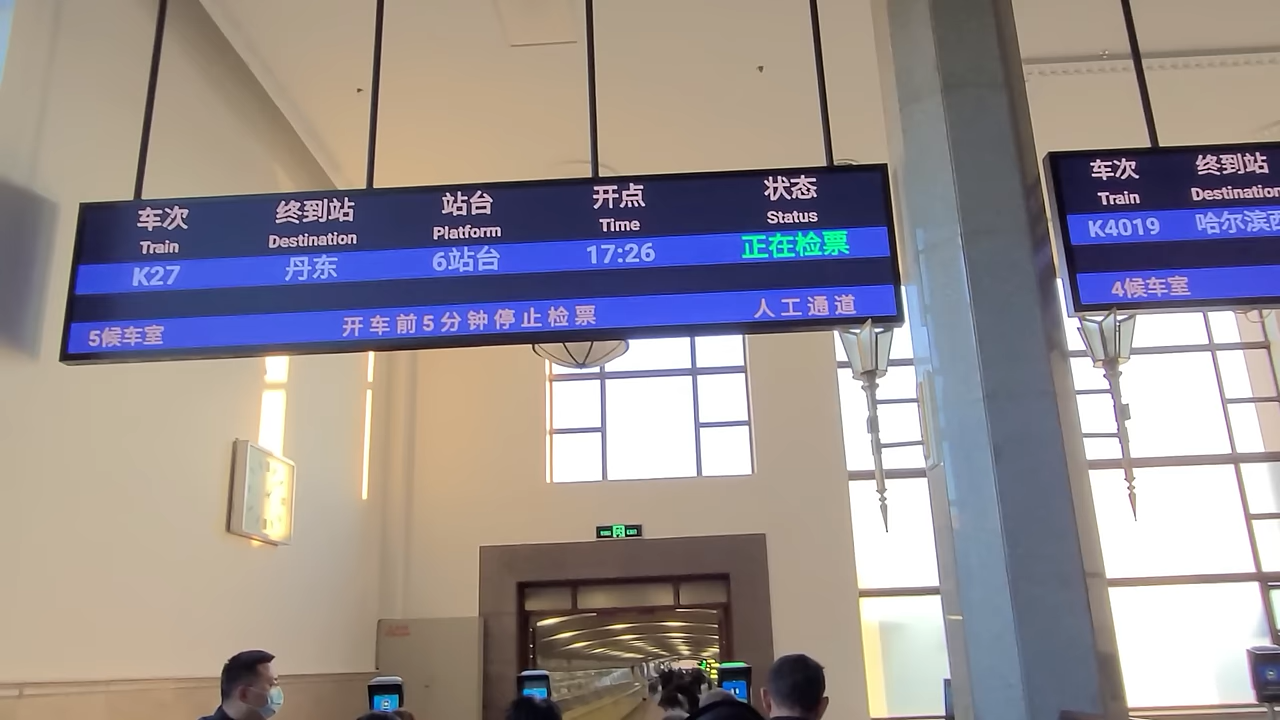 车次 终到站 站台 开点 状态
Train Destination Platform Time Status
K27 丹东 6站台 17:26 正在检票
5候车室 开车前5分钟停止检票 人工通道
车次 终到站
Train Destination
K4019 哈尔滨西
4候车室